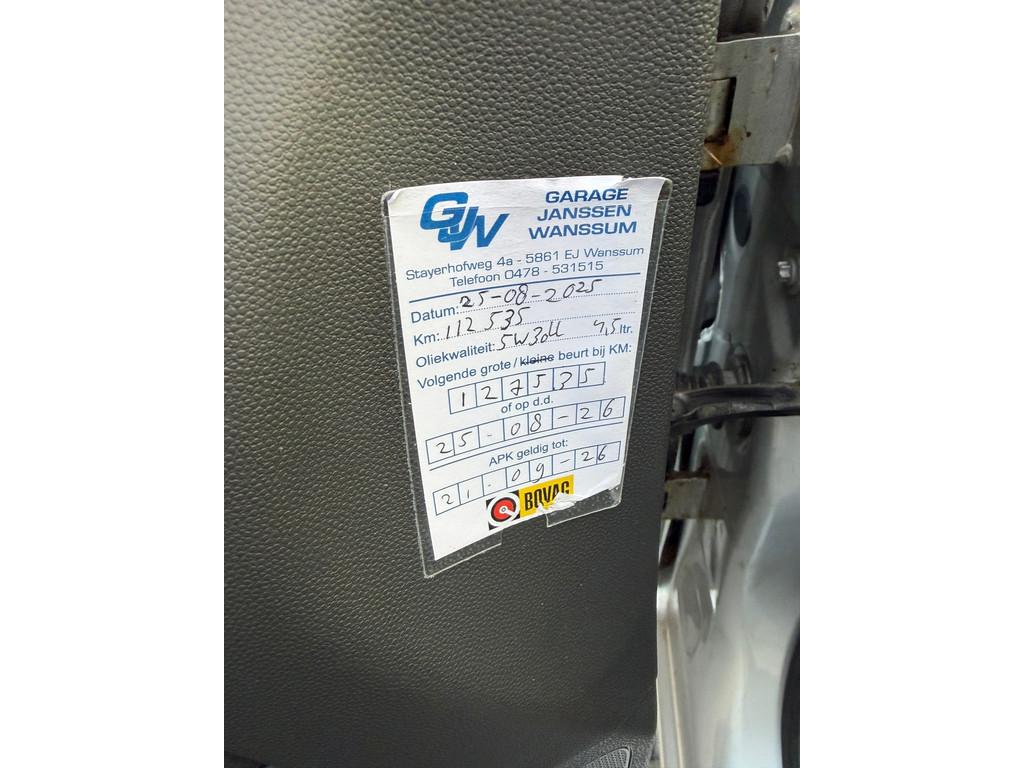 GJW
GARAGE
JANSSEN
WANSSUM
Stayerhofweg 4a - 5861 EJ Wanssum
Telefoon 0478 - 531515
Datum: 25-08-2025
Km: 112535
Oliekwaliteit: 5W30LL 4,5 ltr.
Volgende grote / kleine beurt bij KM:
127535
of op d.d.
25-08-26
APK geldig tot:
21-09-26
BOVAG